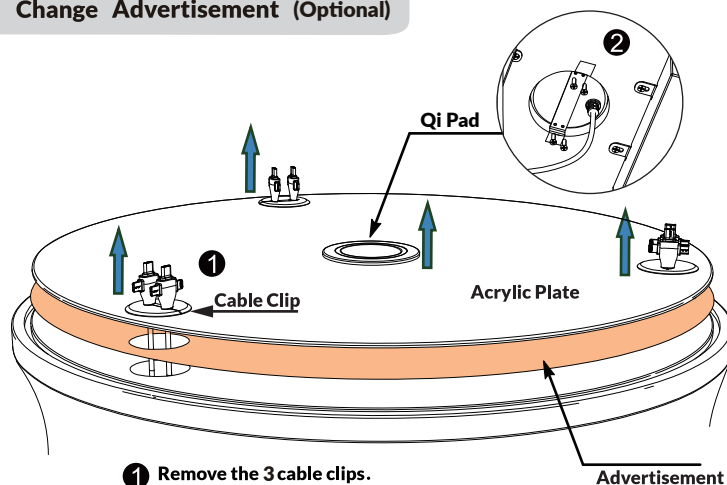 Change Advertisement (Optional)
❷
Qi Pad
❶
Cable Clip
Acrylic Plate
❶ Remove the 3 cable clips.
Advertisement